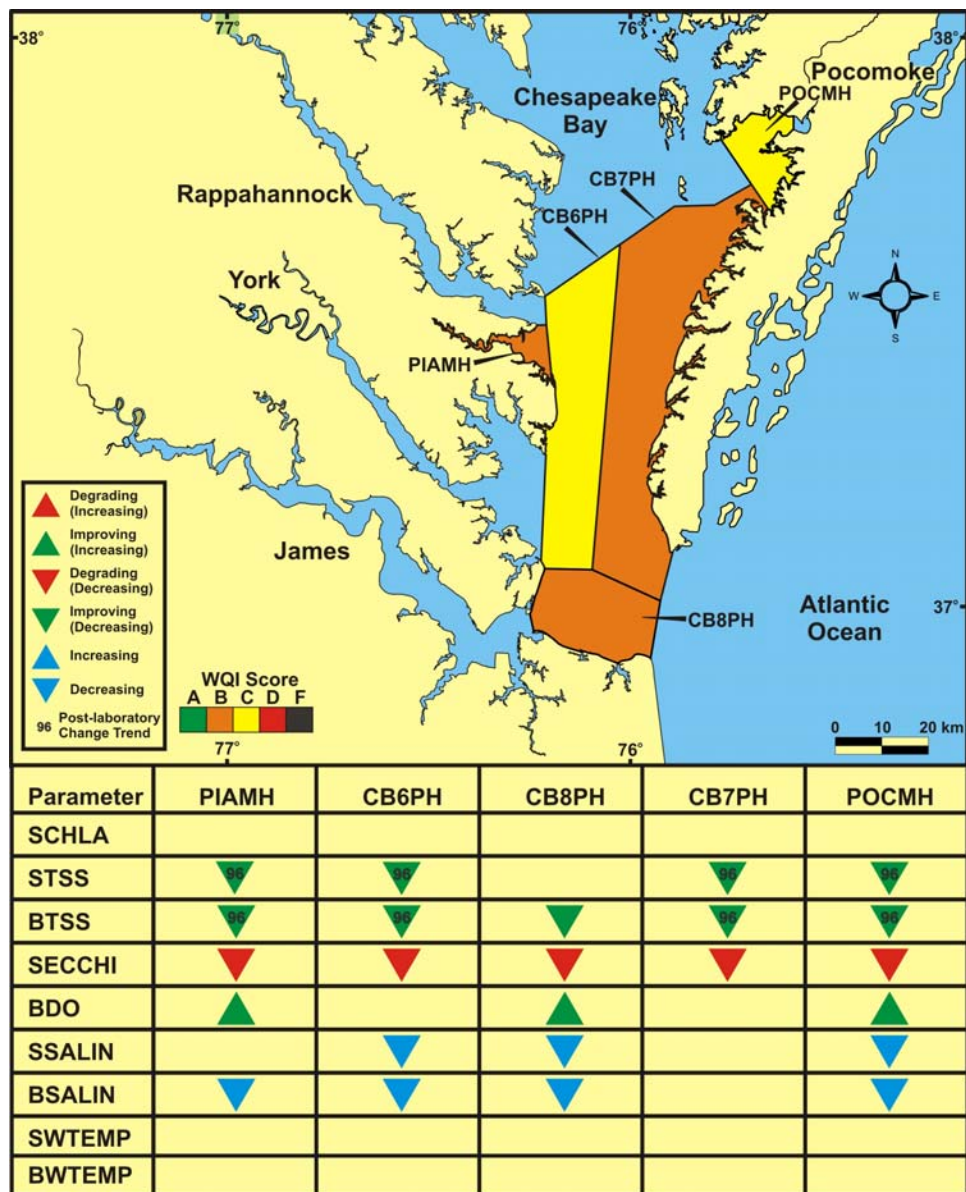 77°
76°
38°
38°
Pocomoke
POCMH
Chesapeake
Bay
CB7PH
Rappahannock
CB6PH
York
N
W
E
S
PIAMH
Degrading
(Increasing)
Improving
(Increasing)
Degrading
(Decreasing)
Improving
(Decreasing)
Increasing
Decreasing
96 Post-laboratory
Change Trend
James
Atlantic
Ocean
37°
CB8PH
WQI Score
A B C D F
0 10 20 km
77°
76°
Parameter PIAMH CB6PH CB8PH CB7PH POCMH
SCHLA
STSS 96 96 96 96
BTSS 96 96 96 96
SECCHI
BDO
SSALIN
BSALIN
SWTEMP
BWTEMP